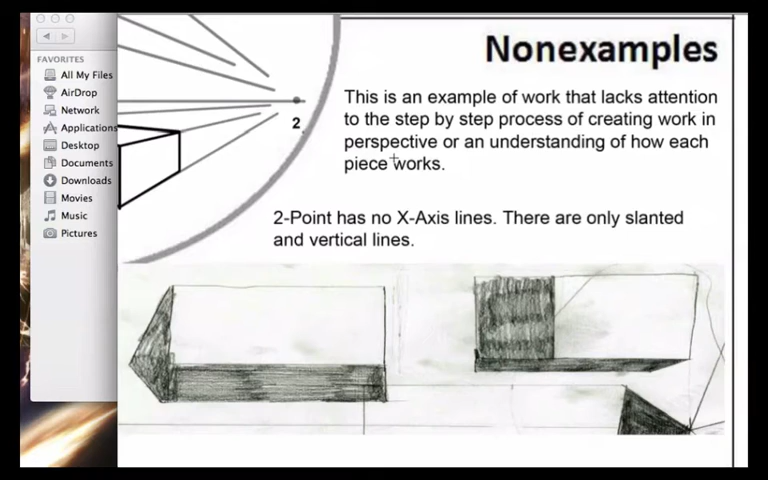 FAVORITES
All My Files
AirDrop
Network
Applications
Desktop
Documents
Downloads
Movies
Music
Pictures
2
Nonexamples
This is an example of work that lacks attention
to the step by step process of creating work in
perspective or an understanding of how each
piece works.
2-Point has no X-Axis lines. There are only slanted
and vertical lines.